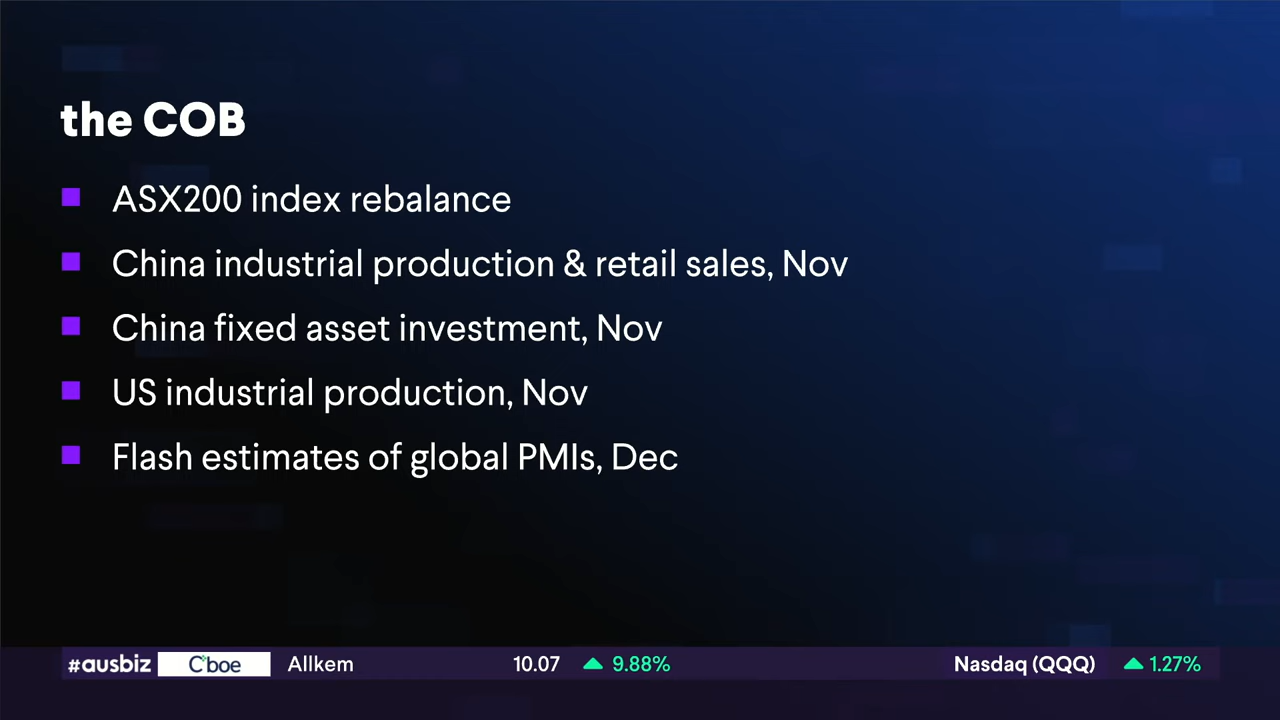 the COB
ASX200 index rebalance
China industrial production & retail sales, Nov
China fixed asset investment, Nov
US industrial production, Nov
Flash estimates of global PMIs, Dec
#ausbiz Cboe Allkem 10.07 ▲ 9.88% Nasdaq (QQQ) ▲ 1.27%